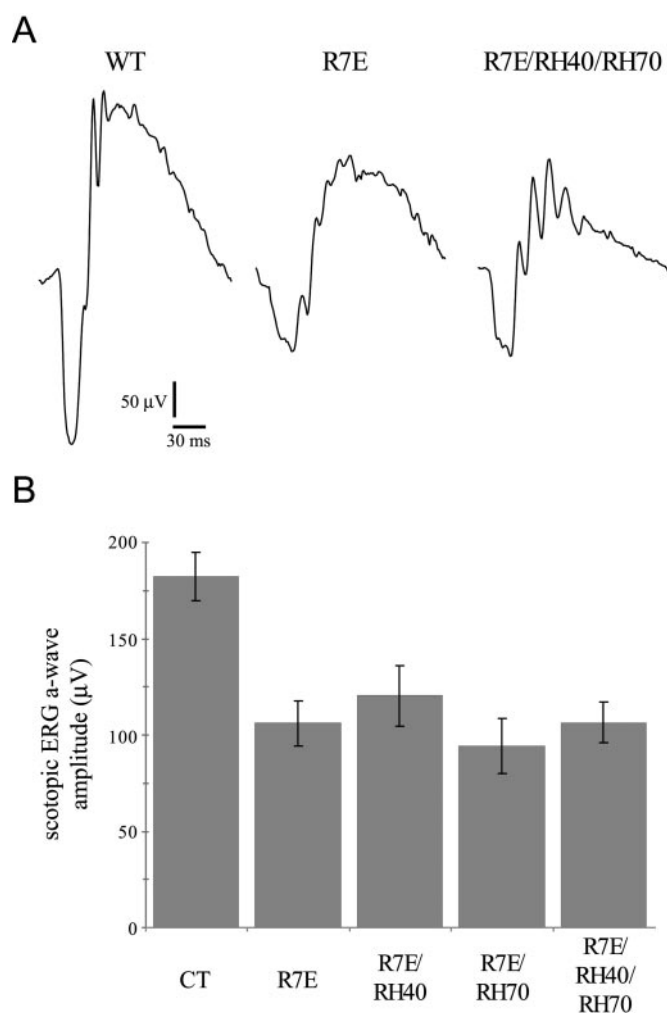 A
WT R7E R7E/RH40/RH70
50 µV
30 ms
B
scotopic ERG a-wave
amplitude (µV)
200
150
100
50
0
CT
R7E
R7E/
RH40
R7E/
RH70
R7E/
RH40/
RH70